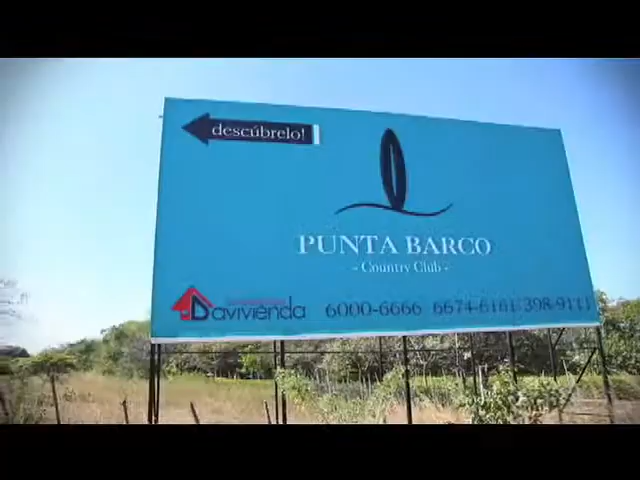 descúbrelo!
PUNTA BARCO
- Country Club -
Davivienda
6000-6666 6674-6161 398-9111